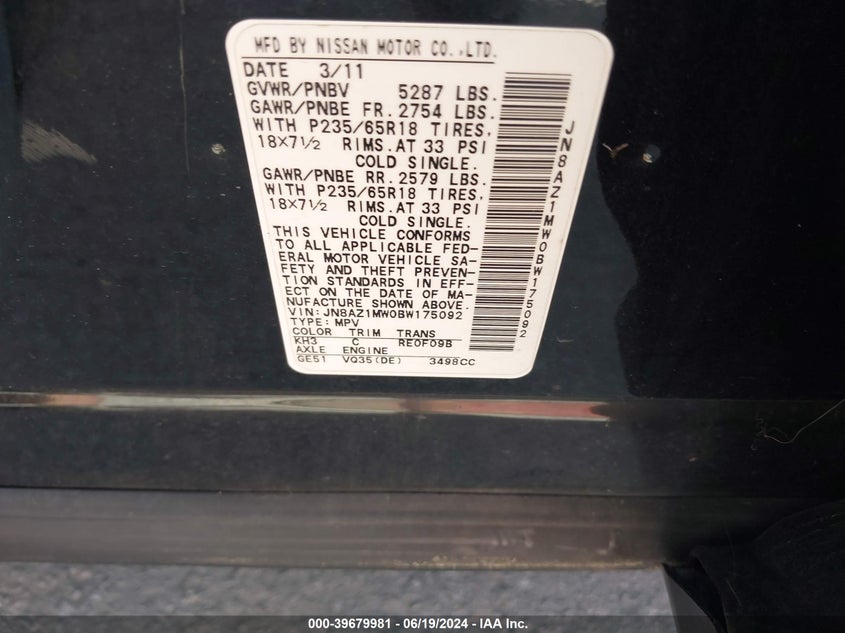 MFD BY NISSAN MOTOR CO.,LTD.
DATE 3/11
GVWR/PNBV 5287 LBS.
GAWR/PNBE FR. 2754 LBS.
WITH P235/65R18 TIRES,
18×7½ RIMS. AT 33 PSI
COLD SINGLE.
GAWR/PNBE RR. 2579 LBS.
WITH P235/65R18 TIRES,
18×7½ RIMS. AT 33 PSI
COLD SINGLE.
THIS VEHICLE CONFORMS
TO ALL APPLICABLE FED-
ERAL MOTOR VEHICLE SA-
FETY AND THEFT PREVEN-
TION STANDARDS IN EFF-
ECT ON THE DATE OF MA-
NUFACTURE SHOWN ABOVE.
VIN:JN8AZ1MW0BW175092
TYPE:MPV
COLOR TRIM TRANS
KH3 C RE0F09B
AXLE ENGINE
GE51 VQ35(DE) 3498CC
JN8AZ1MW0BW175092
000-39679981 - 06/19/2024 - IAA Inc.